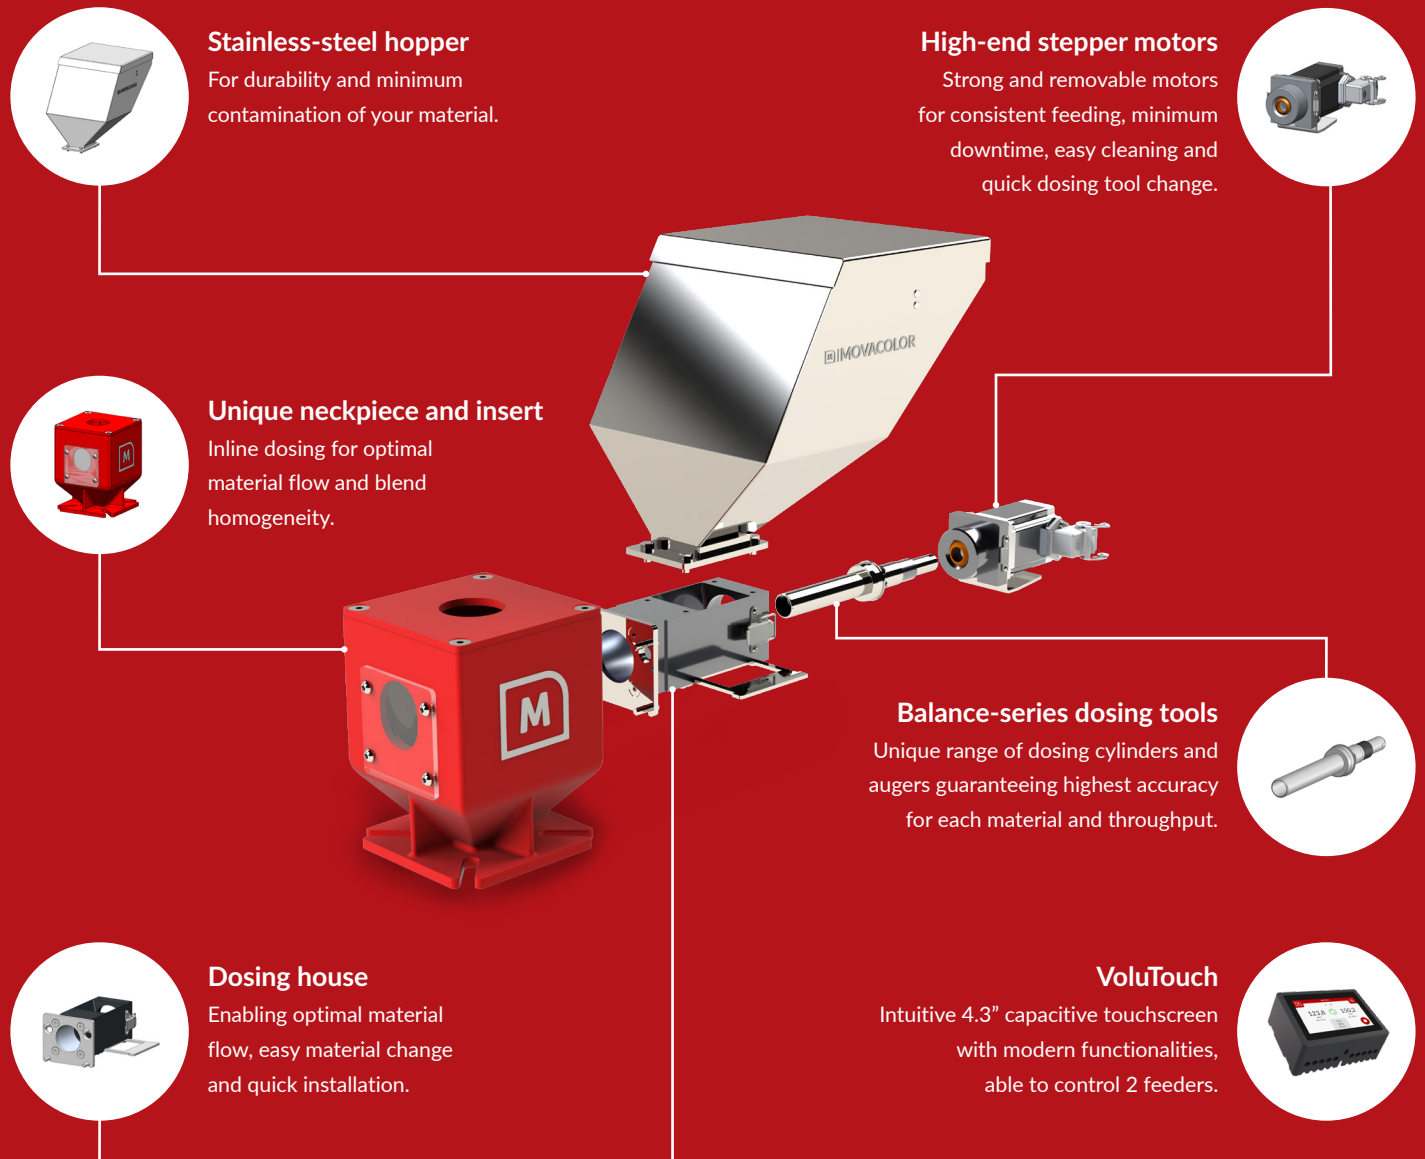 Stainless-steel hopper
For durability and minimum
contamination of your material.
High-end stepper motors
Strong and removable motors
for consistent feeding, minimum
downtime, easy cleaning and
quick dosing tool change.
MOVACOLOR
Unique neckpiece and insert
Inline dosing for optimal
material flow and blend
homogeneity.
M
M
Balance-series dosing tools
Unique range of dosing cylinders and
augers guaranteeing highest accuracy
for each material and throughput.
Dosing house
Enabling optimal material
flow, easy material change
and quick installation.
VoluTouch
Intuitive 4.3” capacitive touchscreen
with modern functionalities,
able to control 2 feeders.